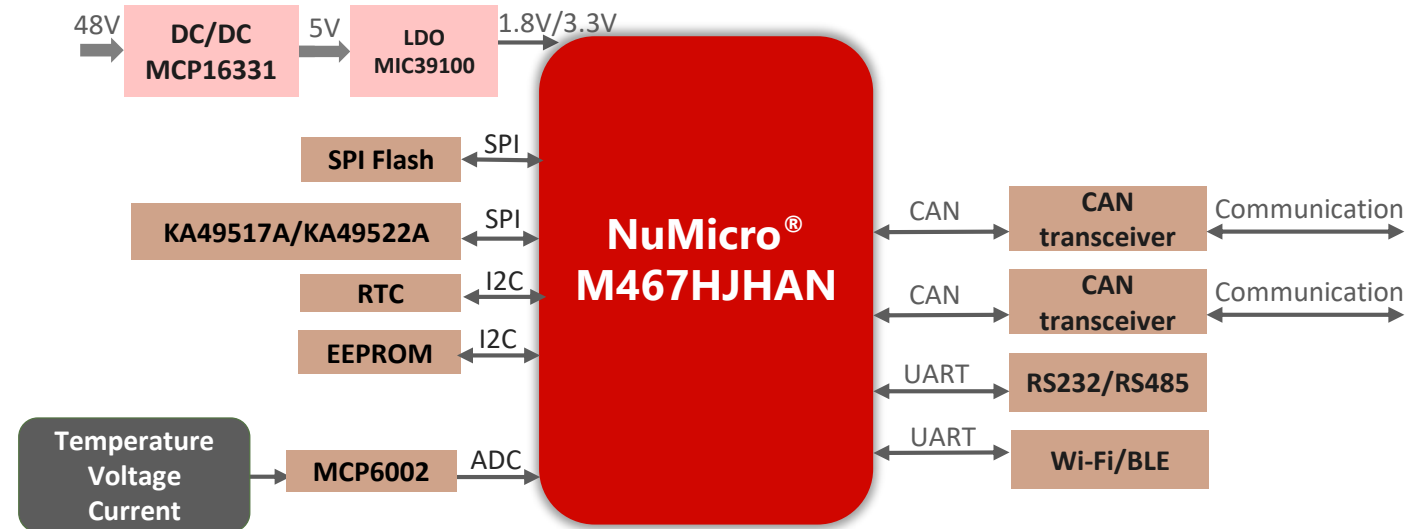 48V
DC/DC
MCP16331
5V
LDO
MIC39100
1.8V/3.3V
SPI Flash
SPI
KA49517A/KA49522A
SPI
RTC
I2C
EEPROM
I2C
Temperature
Voltage
Current
MCP6002
ADC
NuMicro®
M467HJHAN
CAN
CAN
transceiver
Communication
CAN
CAN
transceiver
Communication
UART
RS232/RS485
UART
Wi-Fi/BLE